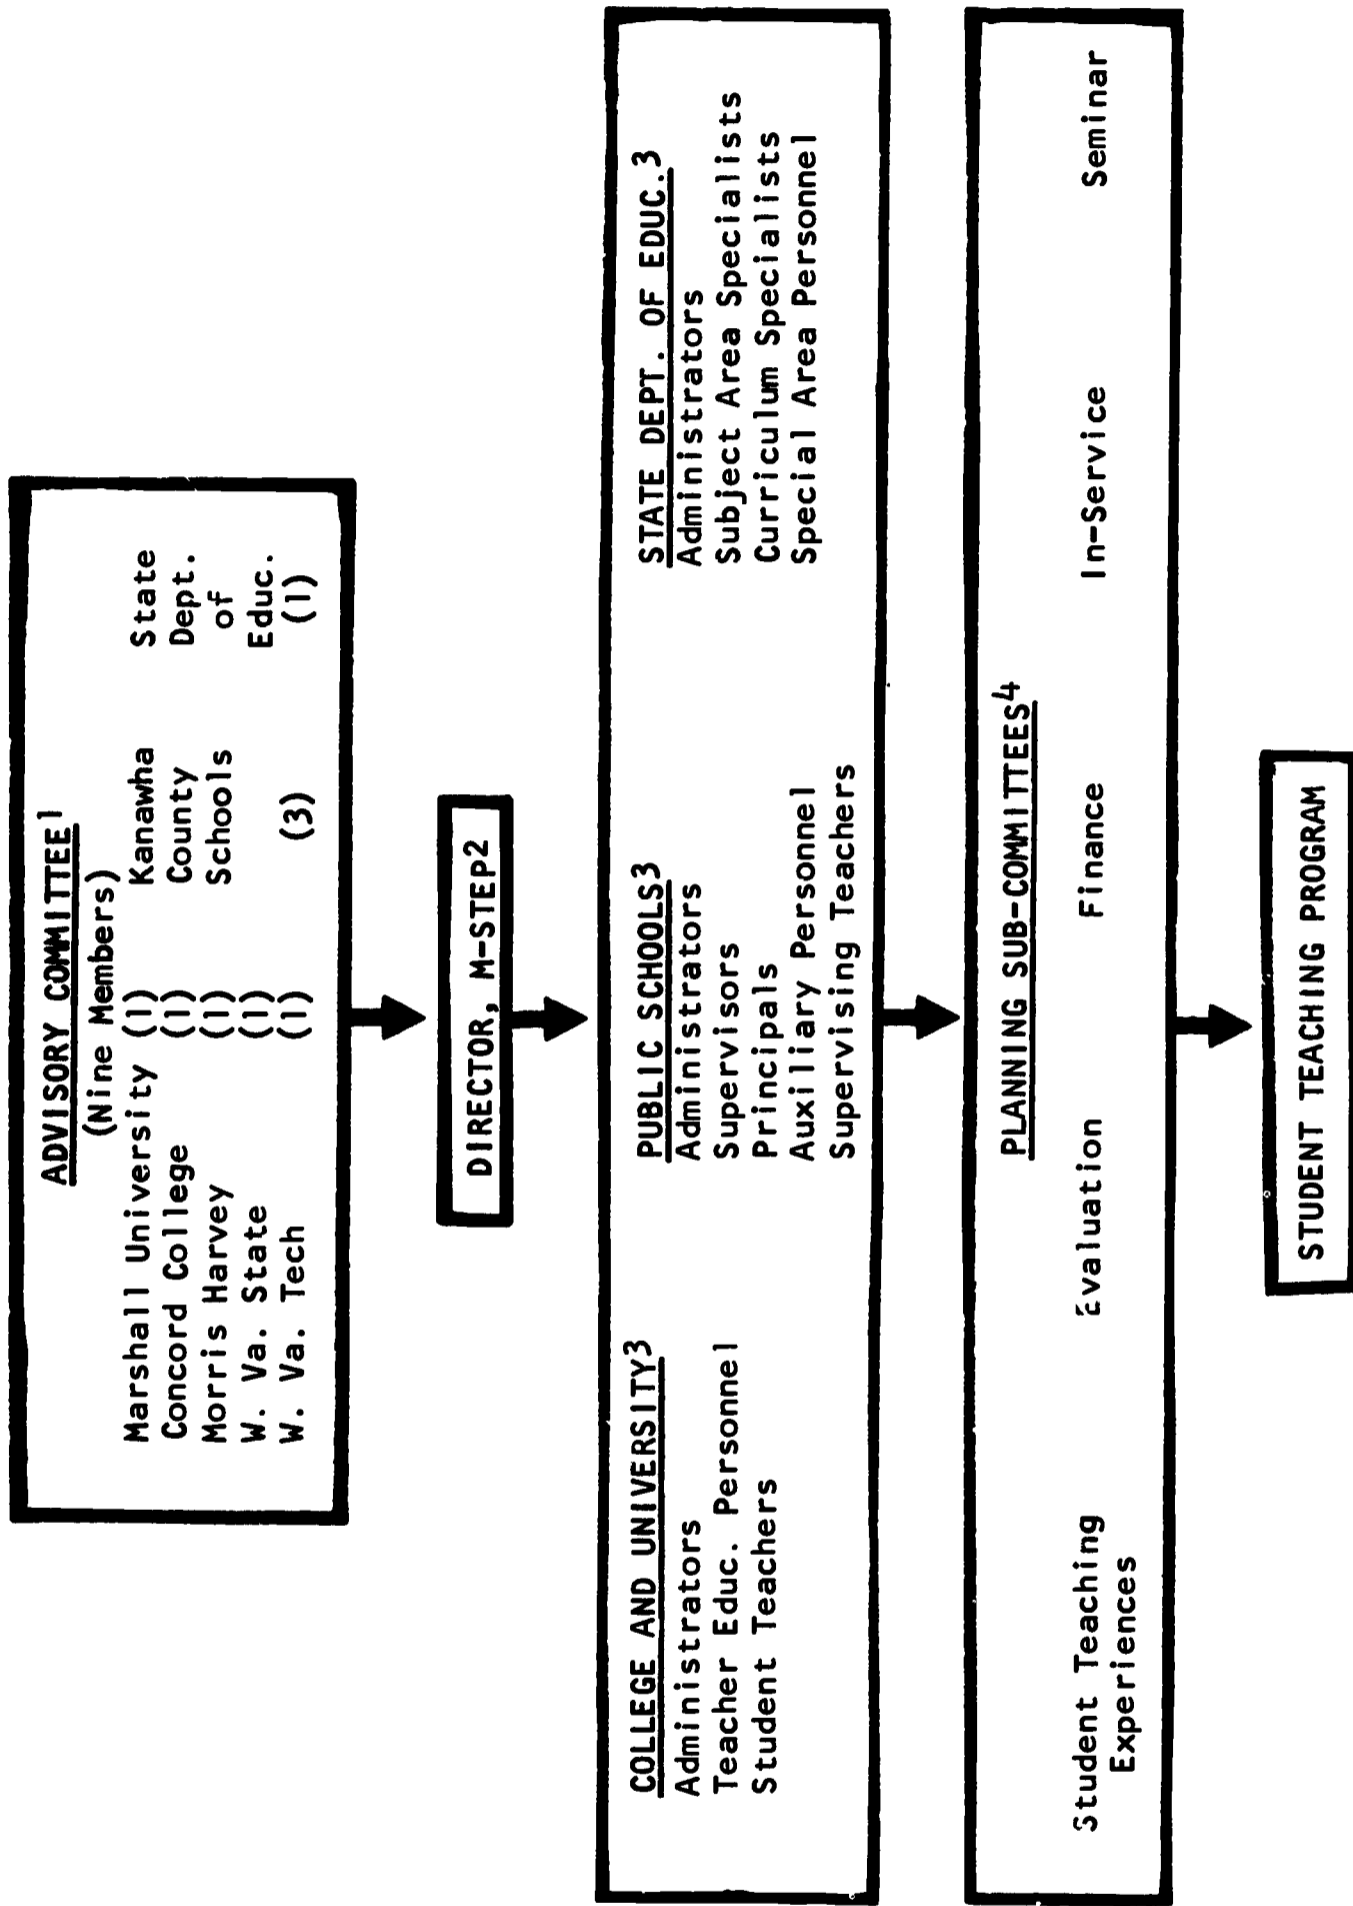 ADVISORY COMMITTEE1
(Nine Members)
Marshall University (1) Kanawha State
Concord College (1) County Dept.
Morris Harvey (1) Schools of
W. Va. State (1) Educ.
W. Va. Tech (1) (3) (1)
DIRECTOR, M-STEP2
COLLEGE AND UNIVERSITY3 PUBLIC SCHOOLS3 STATE DEPT. OF EDUC.3
Administrators Administrators Administrators
Teacher Educ. Personnel Supervisors Subject Area Specialists
Student Teachers Principals Curriculum Specialists
Auxiliary Personnel Special Area Personnel
Supervising Teachers
PLANNING SUB-COMMITTEES4
Student Teaching Evaluation Finance In-Service Seminar
Experiences
STUDENT TEACHING PROGRAM